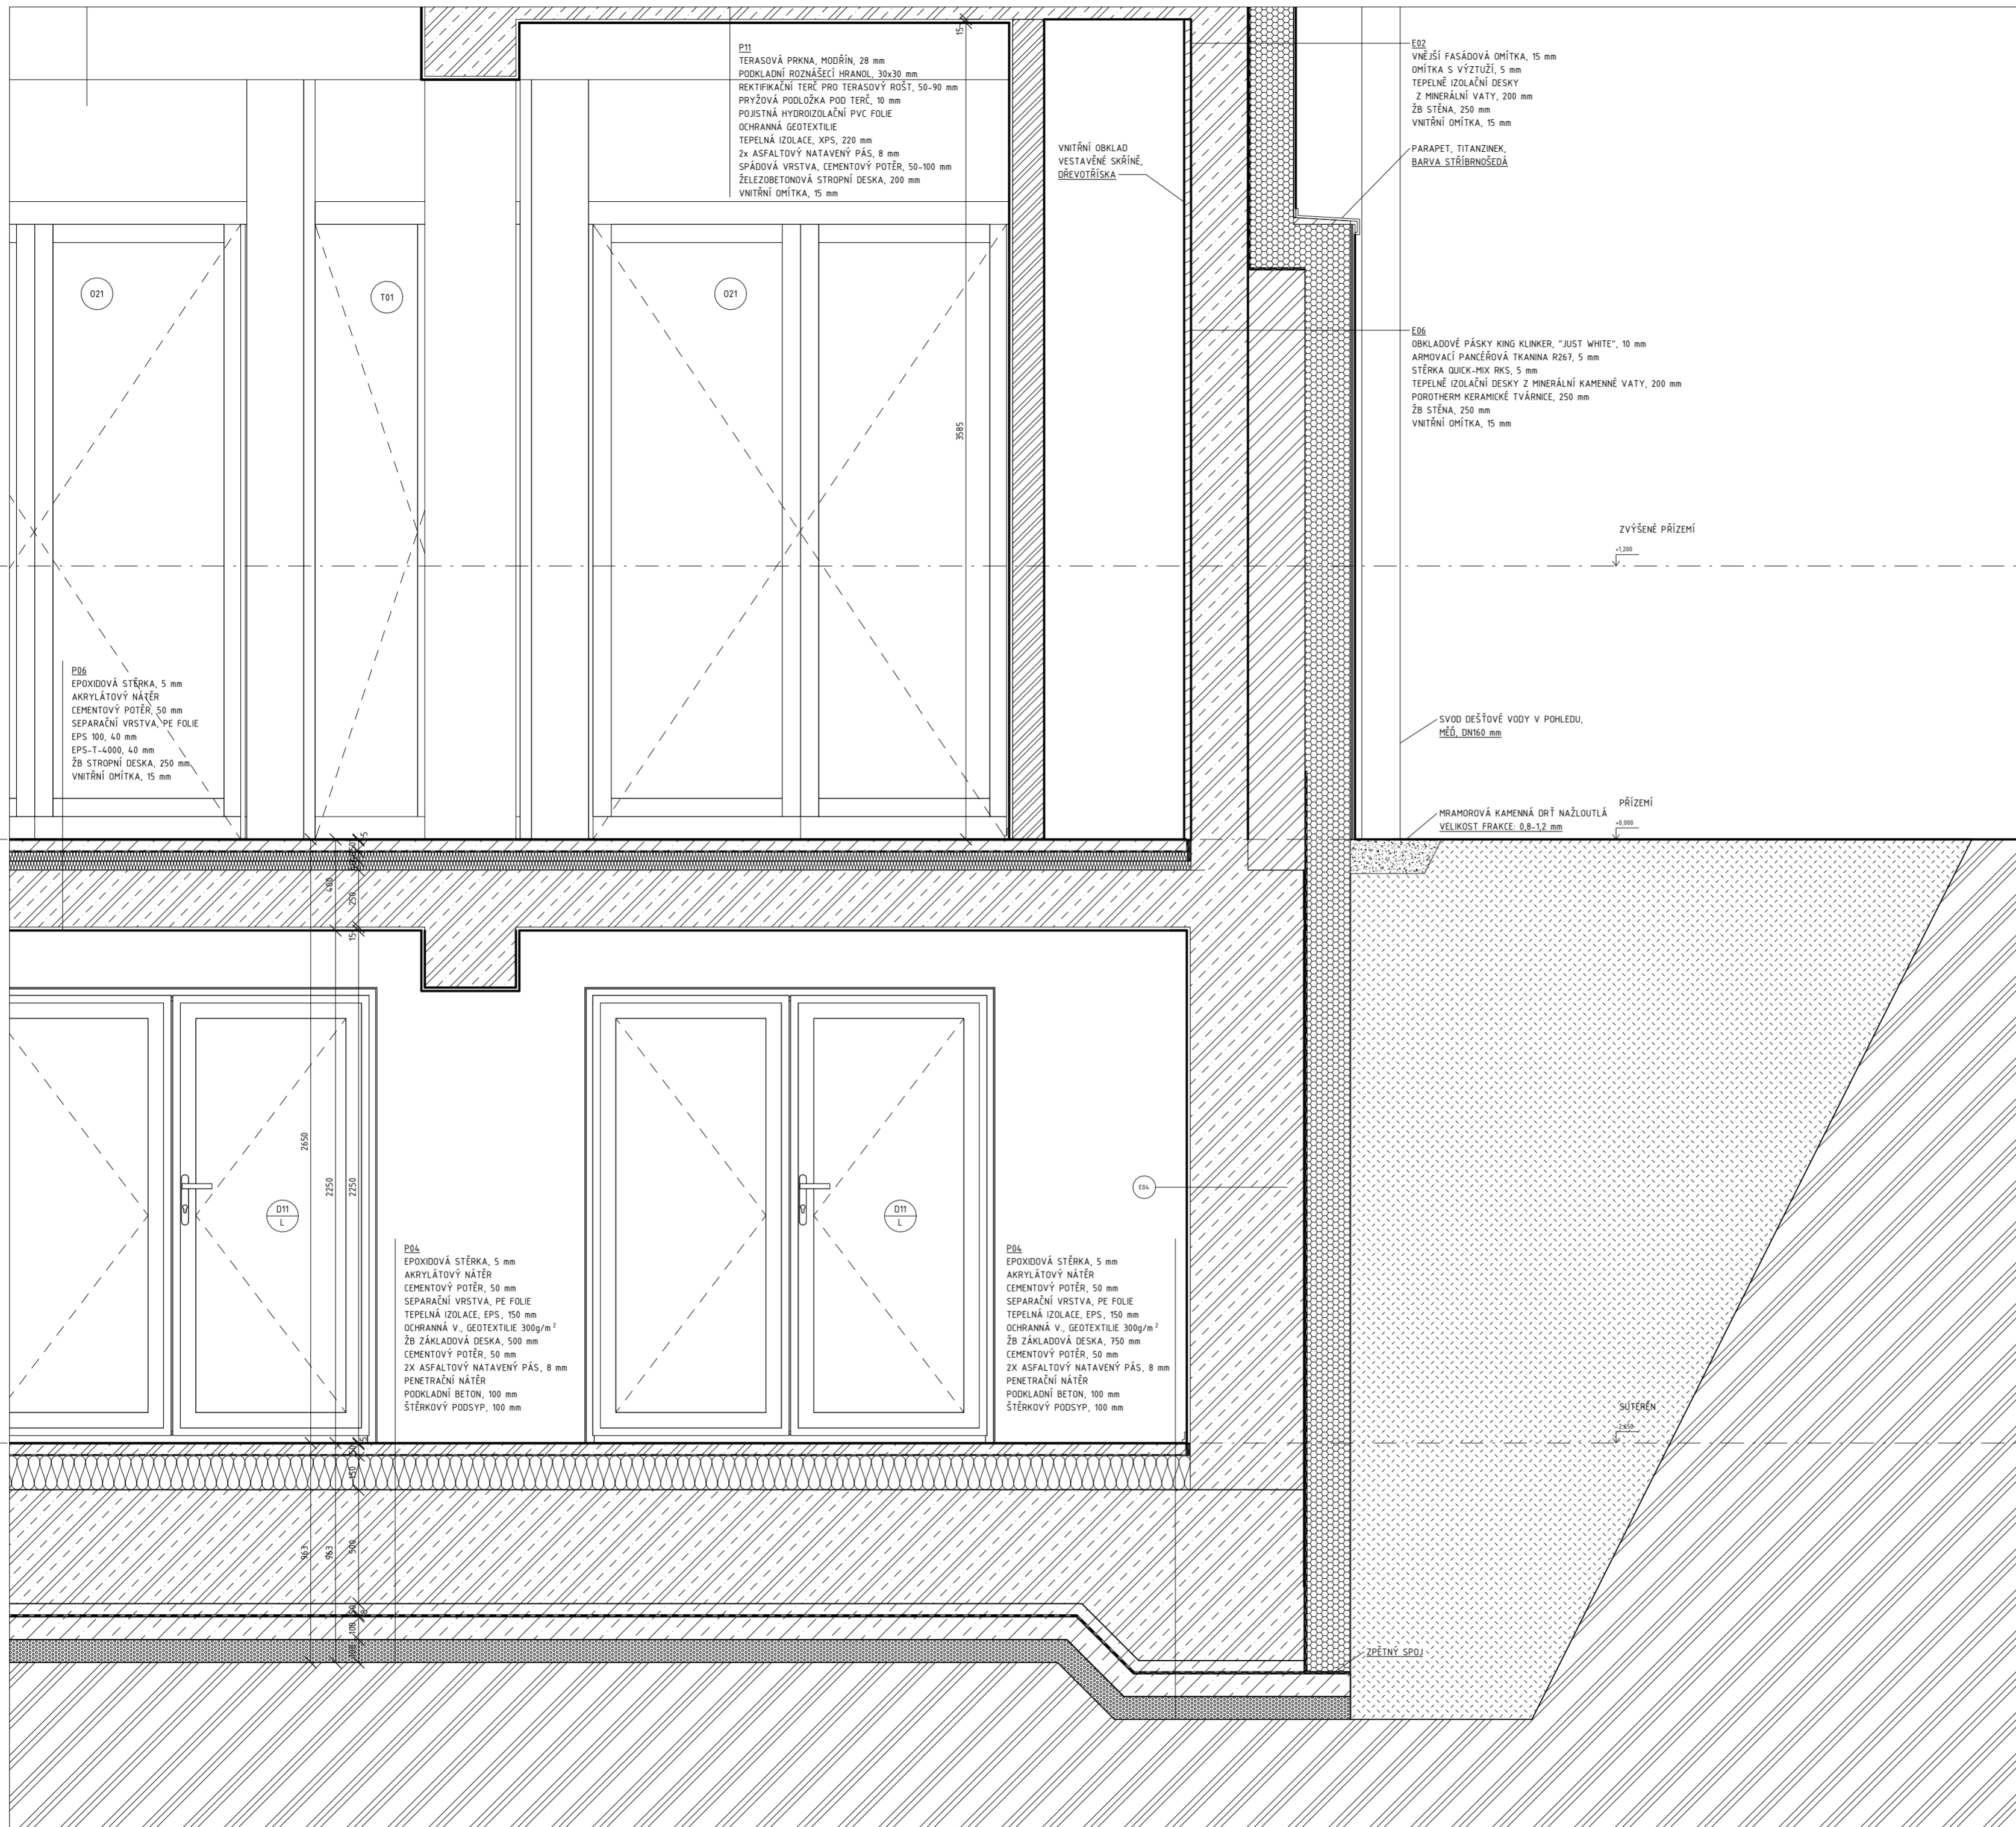 P11
TERASOVÁ PRKNA, MODŘÍN, 28 mm
PODKLADNÍ ROZNÁŠECÍ HRANOL, 30x30 mm
REKTIFIKAČNÍ TERČ PRO TERASOVÝ ROŠT, 50-90 mm
PRYŽOVÁ PODLOŽKA POD TERČ, 10 mm
POJISTNÁ HYDROIZOLAČNÍ PVC FOLIE
OCHRANNÁ GEOTEXTILIE
TEPELNÁ IZOLACE, XPS, 220 mm
2x ASFALTOVÝ NATAVENÝ PÁS, 8 mm
SPÁDOVÁ VRSTVA, CEMENTOVÝ POTĚR, 50-100 mm
ŽELEZOBETONOVÁ STROPNÍ DESKA, 200 mm
VNITŘNÍ OMÍTKA, 15 mm
15
VNITŘNÍ OBKLAD
VESTAVĚNÉ SKŘÍNĚ,
DŘEVOTŘÍSKA
E02
VNĚJŠÍ FASÁDOVÁ OMÍTKA, 15 mm
OMÍTKA S VÝZTUŽÍ, 5 mm
TEPELNĚ IZOLAČNÍ DESKY
Z MINERÁLNÍ VATY, 200 mm
ŽB STĚNA, 250 mm
VNITŘNÍ OMÍTKA, 15 mm
PARAPET, TITANZINEK,
BARVA STŘÍBRNOŠEDÁ
O21
T01
O21
3585
E06
OBKLADOVÉ PÁSKY KING KLINKER, "JUST WHITE", 10 mm
ARMOVACÍ PANCÉŘOVÁ TKANINA R267, 5 mm
STĚRKA QUICK-MIX RKS, 5 mm
TEPELNĚ IZOLAČNÍ DESKY Z MINERÁLNÍ KAMENNÉ VATY, 200 mm
POROTHERM KERAMICKÉ TVÁRNICE, 250 mm
ŽB STĚNA, 250 mm
VNITŘNÍ OMÍTKA, 15 mm
ZVÝŠENÉ PŘÍZEMÍ
+1,200
P06
EPOXIDOVÁ STĚRKA, 5 mm
AKRYLÁTOVÝ NÁTĚR
CEMENTOVÝ POTĚR, 50 mm
SEPARAČNÍ VRSTVA, PE FOLIE
EPS 100, 40 mm
EPS-T-4000, 40 mm
ŽB STROPNÍ DESKA, 250 mm
VNITŘNÍ OMÍTKA, 15 mm
SVOD DEŠŤOVÉ VODY V POHLEDU,
MĚĎ, DN160 mm
MRAMOROVÁ KAMENNÁ DRŤ NAŽLOUTLÁ
VELIKOST FRAKCE: 0,8-1,2 mm
PŘÍZEMÍ
+0,000
5
50
400
250
15
2650
2250
2250
D11
L
D11
L
E04
P04
EPOXIDOVÁ STĚRKA, 5 mm
AKRYLÁTOVÝ NÁTĚR
CEMENTOVÝ POTĚR, 50 mm
SEPARAČNÍ VRSTVA, PE FOLIE
TEPELNÁ IZOLACE, EPS, 150 mm
OCHRANNÁ V., GEOTEXTILIE 300g/m²
ŽB ZÁKLADOVÁ DESKA, 500 mm
CEMENTOVÝ POTĚR, 50 mm
2X ASFALTOVÝ NATAVENÝ PÁS, 8 mm
PENETRAČNÍ NÁTĚR
PODKLADNÍ BETON, 100 mm
ŠTĚRKOVÝ PODSYP, 100 mm
P04
EPOXIDOVÁ STĚRKA, 5 mm
AKRYLÁTOVÝ NÁTĚR
CEMENTOVÝ POTĚR, 50 mm
SEPARAČNÍ VRSTVA, PE FOLIE
TEPELNÁ IZOLACE, EPS, 150 mm
OCHRANNÁ V., GEOTEXTILIE 300g/m²
ŽB ZÁKLADOVÁ DESKA, 750 mm
CEMENTOVÝ POTĚR, 50 mm
2X ASFALTOVÝ NATAVENÝ PÁS, 8 mm
PENETRAČNÍ NÁTĚR
PODKLADNÍ BETON, 100 mm
ŠTĚRKOVÝ PODSYP, 100 mm
SUTERÉN
-2,650
5
50
150
963
963
500
50
8
100
100
ZPĚTNÝ SPOJ